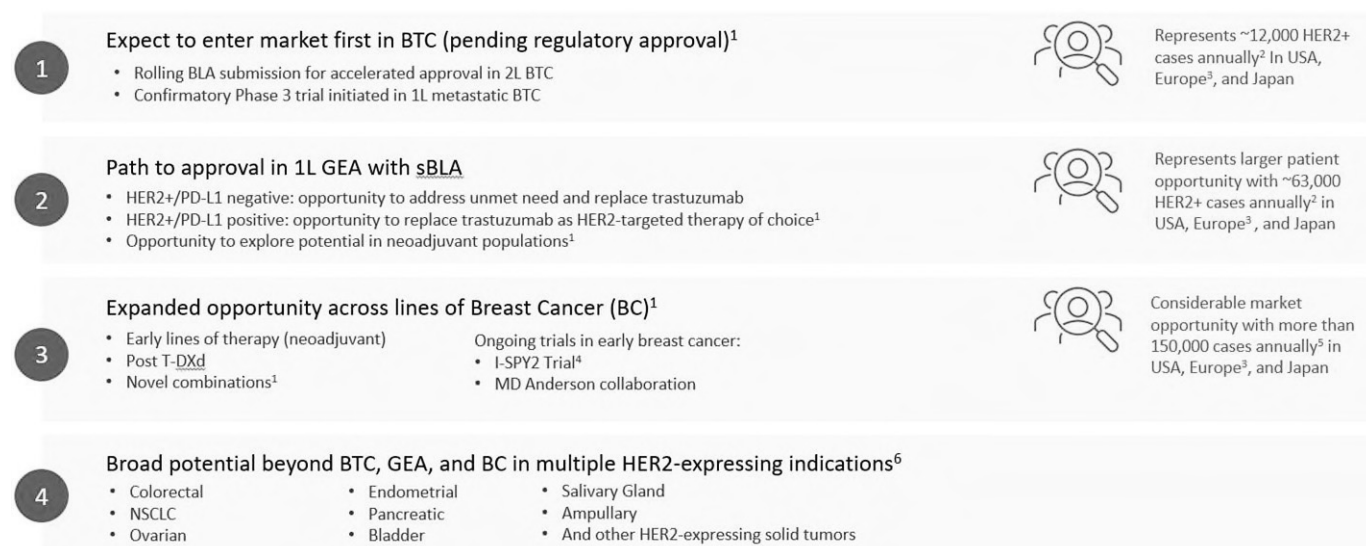 1
Expect to enter market first in BTC (pending regulatory approval)¹
• Rolling BLA submission for accelerated approval in 2L BTC
• Confirmatory Phase 3 trial initiated in 1L metastatic BTC
Represents ~12,000 HER2+
cases annually² In USA,
Europe³, and Japan
2
Path to approval in 1L GEA with sBLA
• HER2+/PD-L1 negative: opportunity to address unmet need and replace trastuzumab
• HER2+/PD-L1 positive: opportunity to replace trastuzumab as HER2-targeted therapy of choice¹
• Opportunity to explore potential in neoadjuvant populations¹
Represents larger patient
opportunity with ~63,000
HER2+ cases annually² in
USA, Europe³ , and Japan
3
Expanded opportunity across lines of Breast Cancer (BC)¹
• Early lines of therapy (neoadjuvant)
• Post T-DXd
• Novel combinations¹
Ongoing trials in early breast cancer:
• I-SPY2 Trial⁴
• MD Anderson collaboration
Considerable market
opportunity with more than
150,000 cases annually⁵ in
USA, Europe³, and Japan
4
Broad potential beyond BTC, GEA, and BC in multiple HER2-expressing indications⁶
• Colorectal
• NSCLC
• Ovarian
• Endometrial
• Pancreatic
• Bladder
• Salivary Gland
• Ampullary
• And other HER2-expressing solid tumors